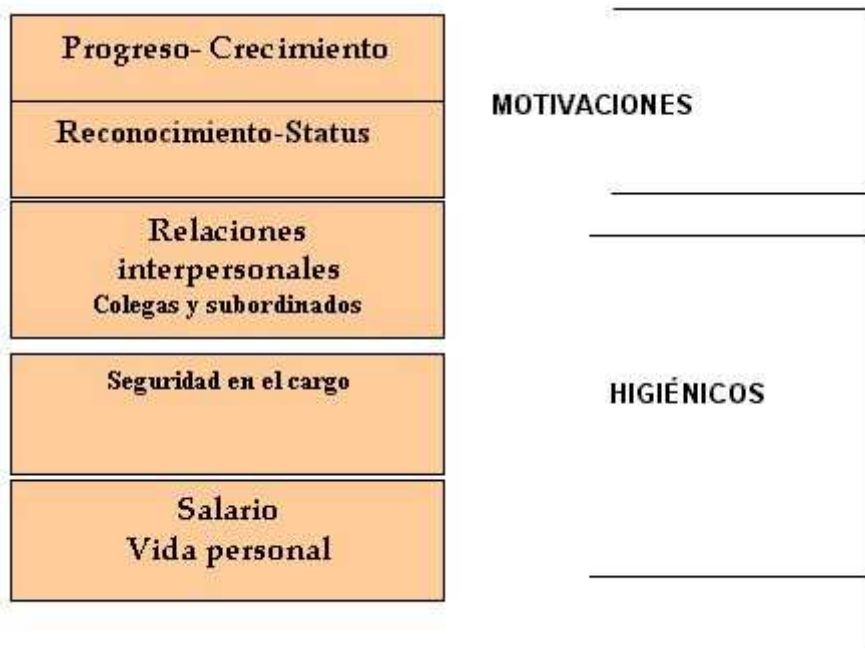 Progreso- Crecimiento
Reconocimiento-Status
MOTIVACIONES
Relaciones
interpersonales
Colegas y subordinados
Seguridad en el cargo
HIGIÉNICOS
Salario
Vida personal